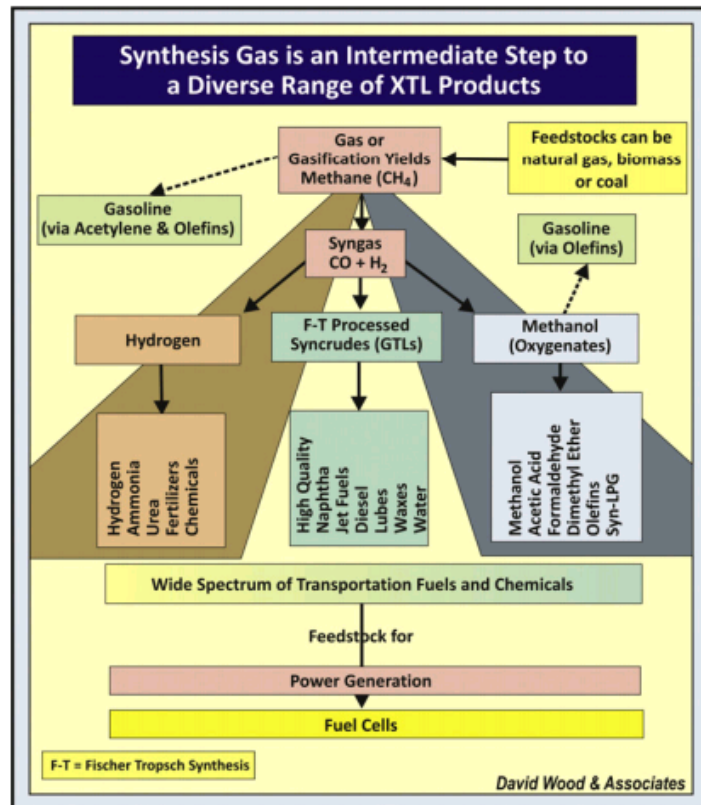 Synthesis Gas is an Intermediate Step to
a Diverse Range of XTL Products
Gas or
Gasification Yields
Methane (CH₄)
Feedstocks can be
natural gas, biomass
or coal
Gasoline
(via Acetylene & Olefins)
Gasoline
(via Olefins)
Syngas
CO + H₂
Hydrogen
F-T Processed
Syncrudes (GTLs)
Methanol
(Oxygenates)
Hydrogen
Ammonia
Urea
Fertilizers
Chemicals
High Quality
Naphtha
Jet Fuels
Diesel
Lubes
Waxes
Water
Methanol
Acetic Acid
Formaldehyde
Dimethyl Ether
Olefins
Syn-LPG
Wide Spectrum of Transportation Fuels and Chemicals
Feedstock for
Power Generation
Fuel Cells
F-T = Fischer Tropsch Synthesis
David Wood & Associates